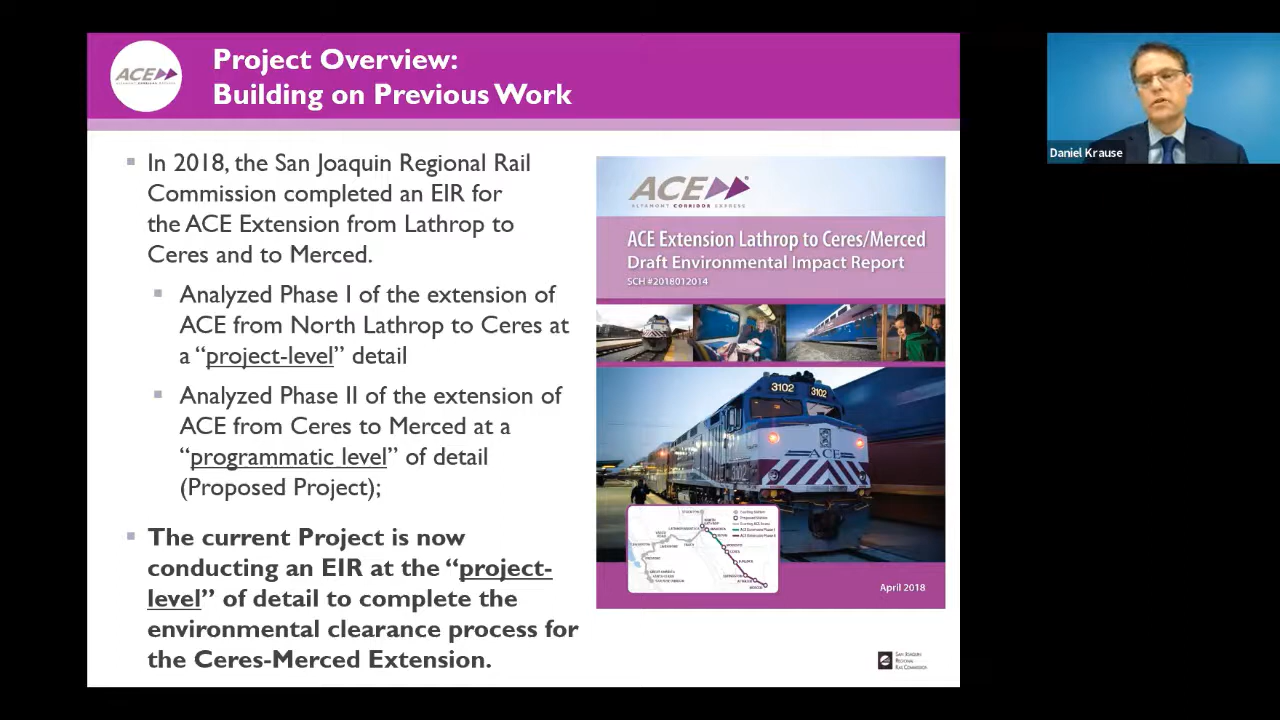 ACE
ALTAMONT CORRIDOR EXPRESS
Project Overview:
Building on Previous Work
In 2018, the San Joaquin Regional Rail
Commission completed an EIR for
the ACE Extension from Lathrop to
Ceres and to Merced.
Analyzed Phase I of the extension of
ACE from North Lathrop to Ceres at
a “project-level” detail
Analyzed Phase II of the extension of
ACE from Ceres to Merced at a
“programmatic level” of detail
(Proposed Project);
The current Project is now
conducting an EIR at the “project-
level” of detail to complete the
environmental clearance process for
the Ceres-Merced Extension.
ACE
ALTAMONT CORRIDOR EXPRESS
ACE Extension Lathrop to Ceres/Merced
Draft Environmental Impact Report
SCH #2018012014
3102 3102
ACE
April 2018
SAN JOAQUIN
REGIONAL
RAIL COMMISSION
Daniel Krause